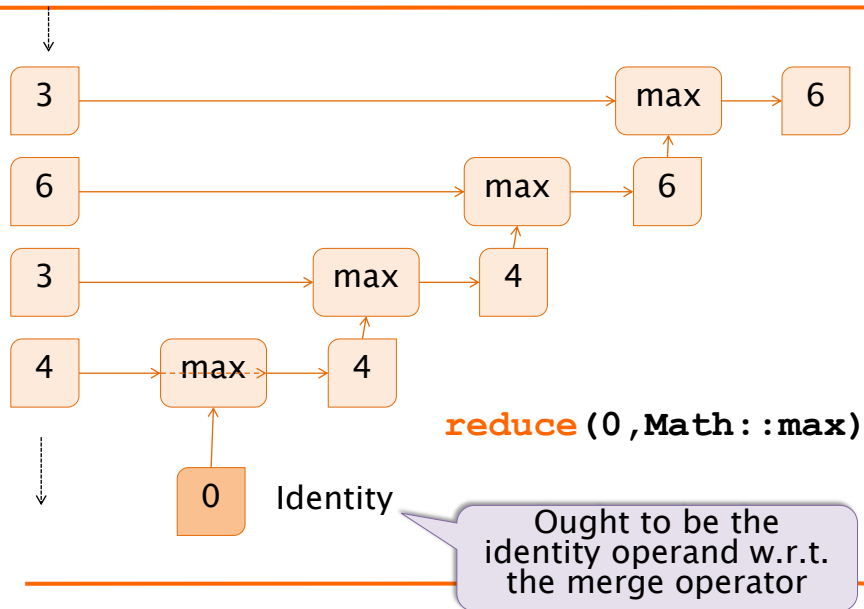 3
max
6
6
max
6
3
max
4
4
max
4
reduce(0,Math::max)
0
Identity
Ought to be the
identity operand w.r.t.
the merge operator